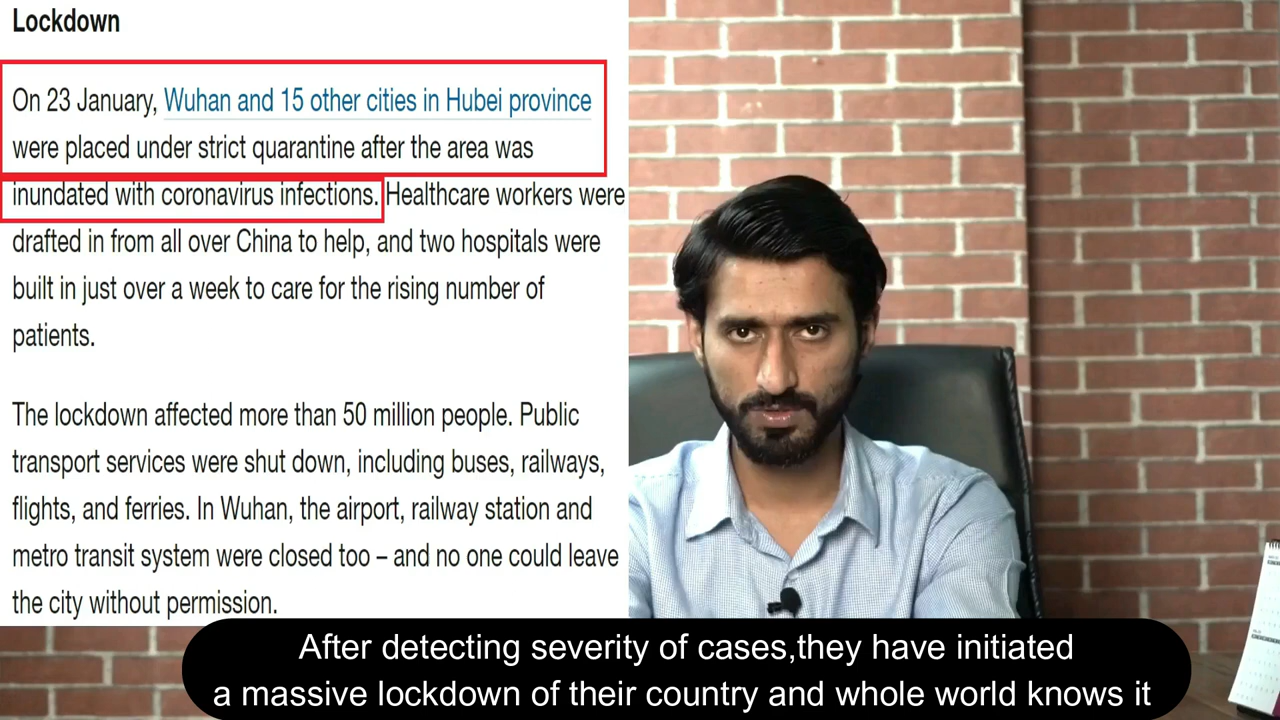 Lockdown
On 23 January, Wuhan and 15 other cities in Hubei province
were placed under strict quarantine after the area was
inundated with coronavirus infections. Healthcare workers were
drafted in from all over China to help, and two hospitals were
built in just over a week to care for the rising number of
patients.
The lockdown affected more than 50 million people. Public
transport services were shut down, including buses, railways,
flights, and ferries. In Wuhan, the airport, railway station and
metro transit system were closed too – and no one could leave
the city without permission.
After detecting severity of cases,they have initiated
a massive lockdown of their country and whole world knows it